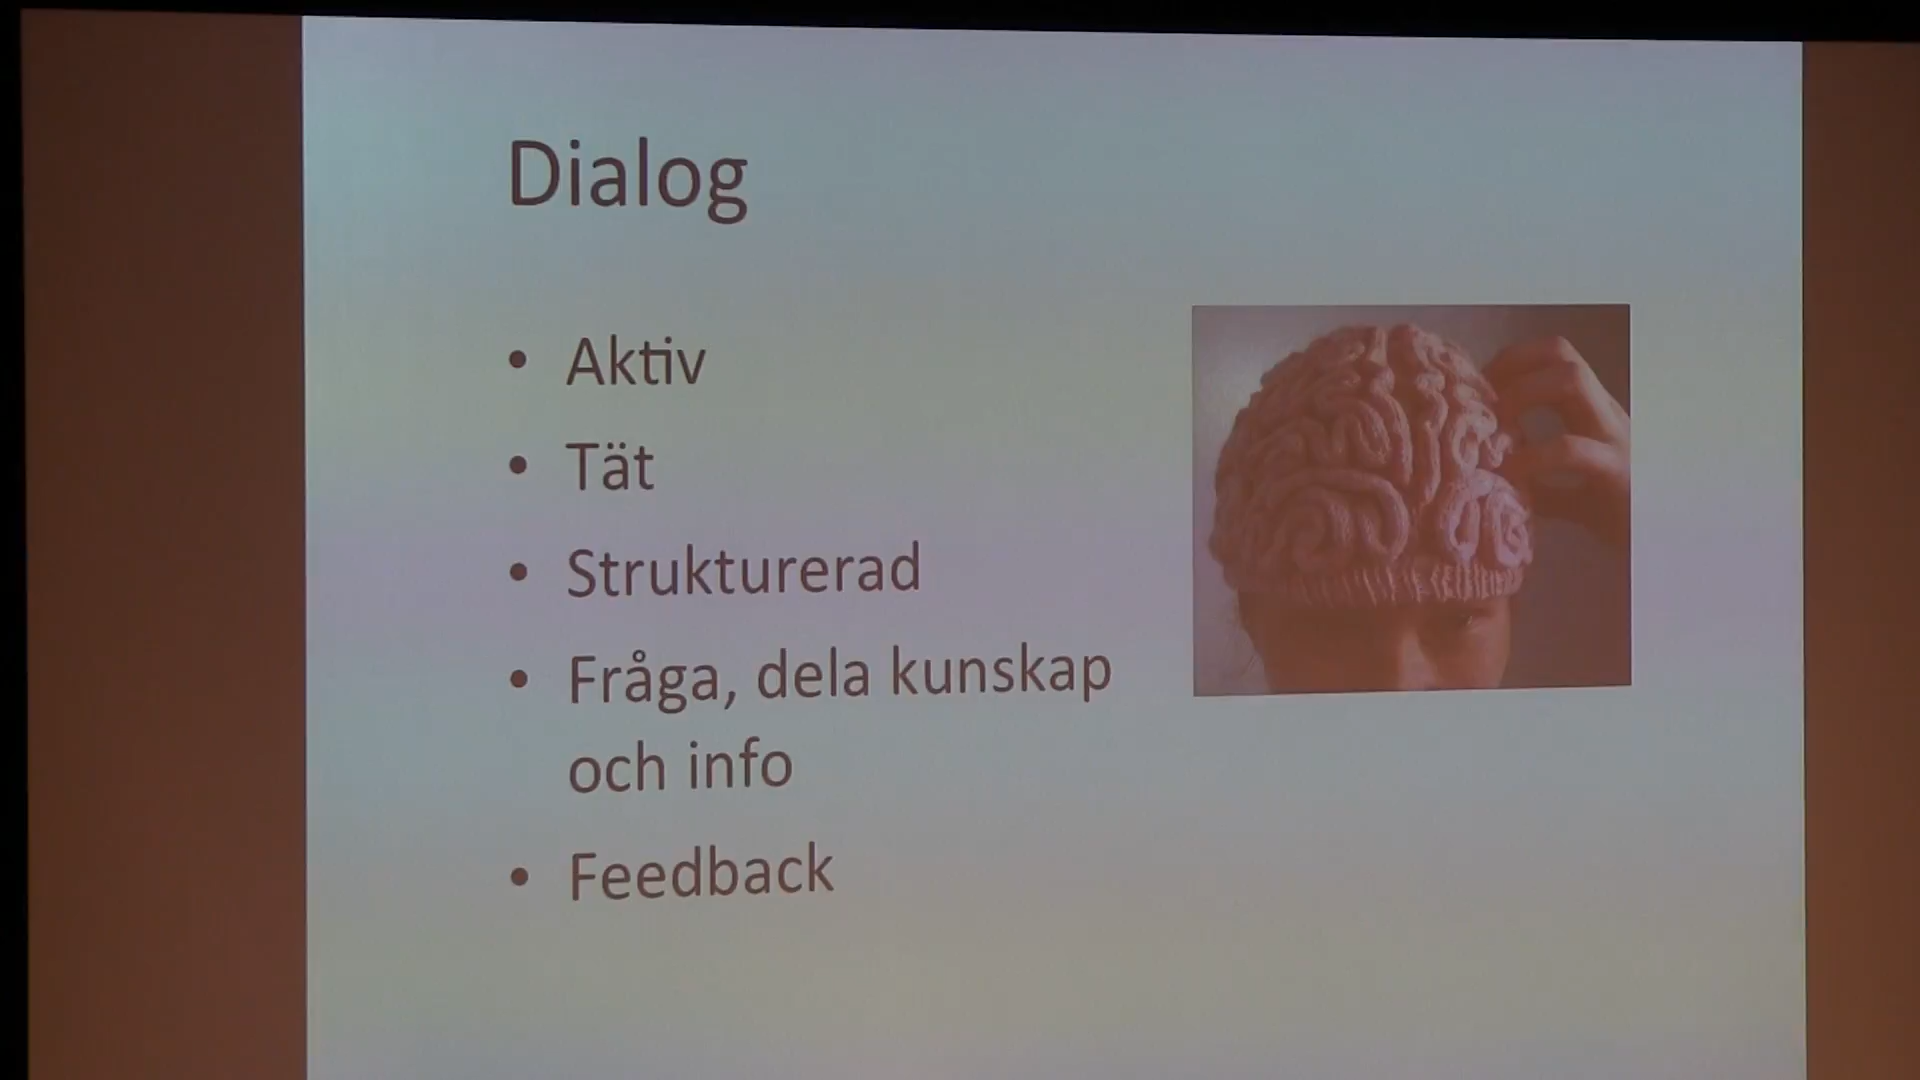 Dialog
• Aktiv
• Tät
• Strukturerad
• Fråga, dela kunskap
och info
• Feedback